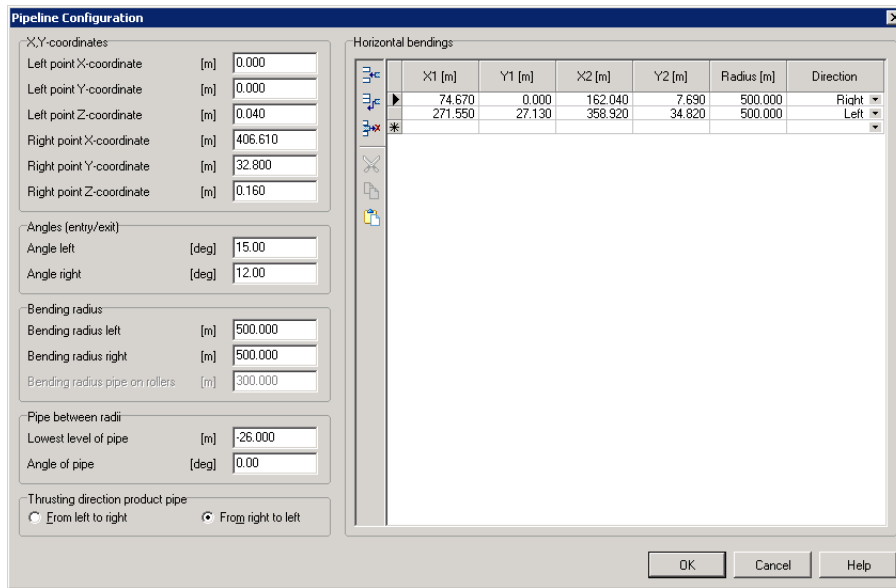 Pipeline Configuration
X,Y-coordinates
Left point X-coordinate [m] 0.000
Left point Y-coordinate [m] 0.000
Left point Z-coordinate [m] 0.040
Right point X-coordinate [m] 406.610
Right point Y-coordinate [m] 32.800
Right point Z-coordinate [m] 0.160
Angles (entry/exit)
Angle left [deg] 15.00
Angle right [deg] 12.00
Bending radius
Bending radius left [m] 500.000
Bending radius right [m] 500.000
Bending radius pipe on rollers [m] 300.000
Pipe between radii
Lowest level of pipe [m] -26.000
Angle of pipe [deg] 0.00
Thrusting direction product pipe
From left to right From right to left
Horizontal bendings
X1 [m] Y1 [m] X2 [m] Y2 [m] Radius [m] Direction
74.670 0.000 162.040 7.690 500.000 Right
271.550 27.130 358.920 34.820 500.000 Left
OK Cancel Help